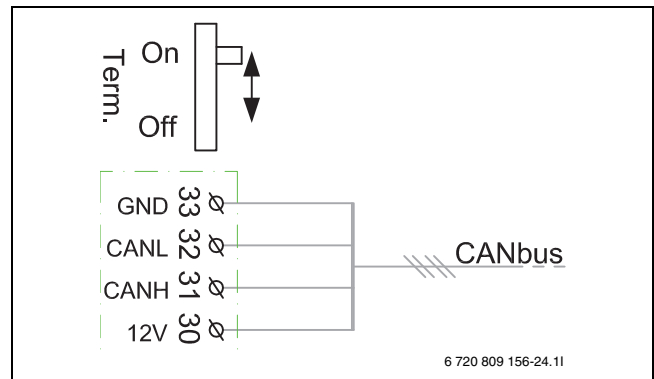 Term.
On
Off
GND 33
CANL 32
CANH 31
12V 30
CANbus
6 720 809 156-24.1I